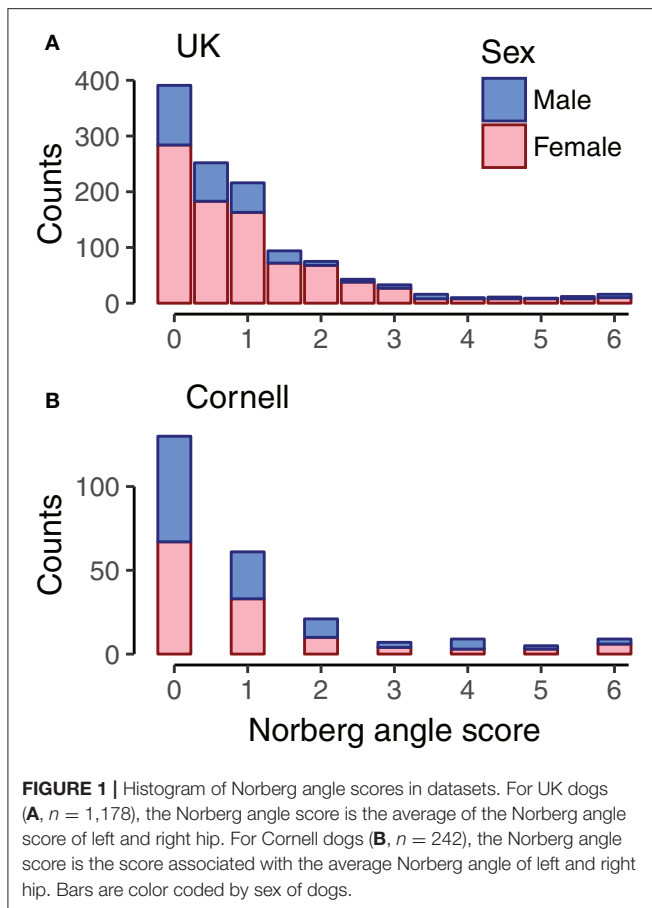 A UK
Sex
Male
Female
Counts
400
300
200
100
0
0 1 2 3 4 5 6
B Cornell
Counts
100
50
0
0 1 2 3 4 5 6
Norberg angle score
FIGURE 1 | Histogram of Norberg angle scores in datasets. For UK dogs
(A, n = 1,178), the Norberg angle score is the average of the Norberg angle
score of left and right hip. For Cornell dogs (B, n = 242), the Norberg angle
score is the score associated with the average Norberg angle of left and right
hip. Bars are color coded by sex of dogs.